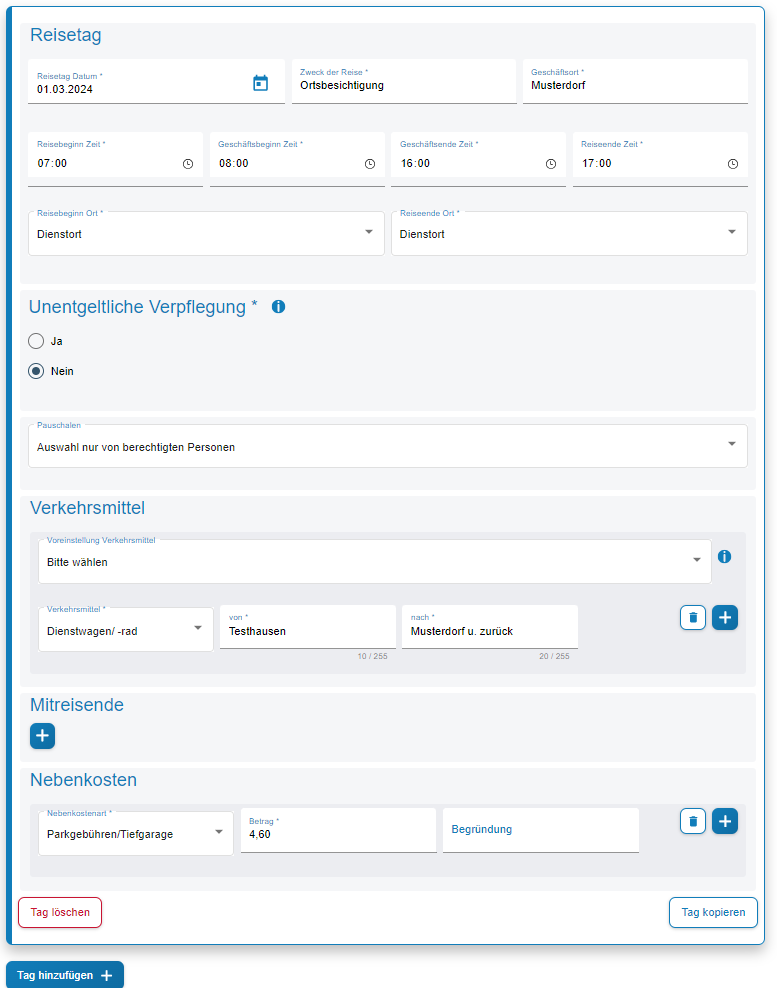 Reisetag
Reisetag Datum *
01.03.2024
Zweck der Reise *
Ortsbesichtigung
Geschäftsort *
Musterdorf
Reisebeginn Zeit *
07:00
Geschäftsbeginn Zeit *
08:00
Geschäftsende Zeit *
16:00
Reiseende Zeit *
17:00
Reisebeginn Ort *
Dienstort
Reiseende Ort *
Dienstort
Unentgeltliche Verpflegung *
Ja
Nein
Pauschalen
Auswahl nur von berechtigten Personen
Verkehrsmittel
Voreinstellung Verkehrsmittel
Bitte wählen
Verkehrsmittel *
Dienstwagen/ -rad
von *
Testhausen
10 / 255
nach *
Musterdorf u. zurück
20 / 255
Mitreisende
Nebenkosten
Nebenkostenart *
Parkgebühren/Tiefgarage
Betrag *
4,60
Begründung
Tag löschen
Tag kopieren
Tag hinzufügen